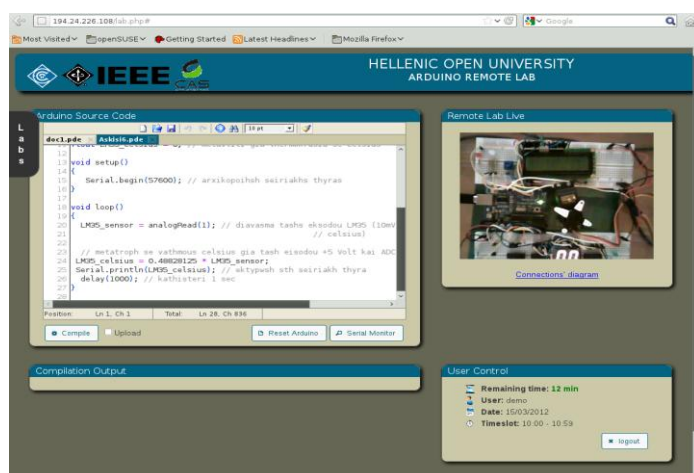 194.24.226.108/lab.php#
Google
Most Visited
openSUSE
Getting Started
Latest Headlines
Mozilla Firefox
IEEE
CAS
HELLENIC OPEN UNIVERSITY
ARDUINO REMOTE LAB
Labs
Arduino Source Code
10 pt
doc1.pde
Askisi6.pde
12
13 void setup()
14 {
15 Serial.begin(57600); // arxikopoihsh seiriakhs thyras
16 }
17
18 void loop()
19 {
20 LM35_sensor = analogRead(1); // diavasma tashs eksodou LM35 (10mV
21 // celsius)
22
23 // metatroph se vathmous celsius gia tash eisodou +5 Volt kai ADC
24 LM35_celsius = 0.48828125 * LM35_sensor;
25 Serial.println(LM35_celsius); // ektypwsh sth seiriakh thyra
26 delay(1000); // kathisteri 1 sec
27 }
28
Position: Ln 1, Ch 1 Total: Ln 28, Ch 836
Compile
Upload
Reset Arduino
Serial Monitor
Remote Lab Live
Connections' diagram
Compilation Output
User Control
Remaining time: 12 min
User: demo
Date: 15/03/2012
Timeslot: 10:00 - 10:59
logout